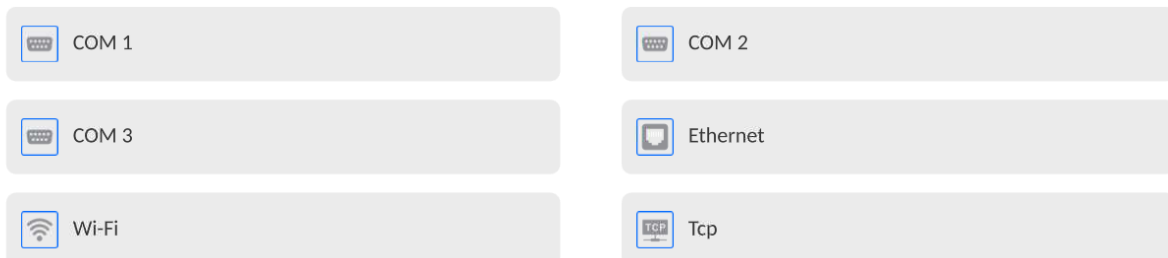 COM 1
COM 2
COM 3
Ethernet
Wi-Fi
TCP
Tcp